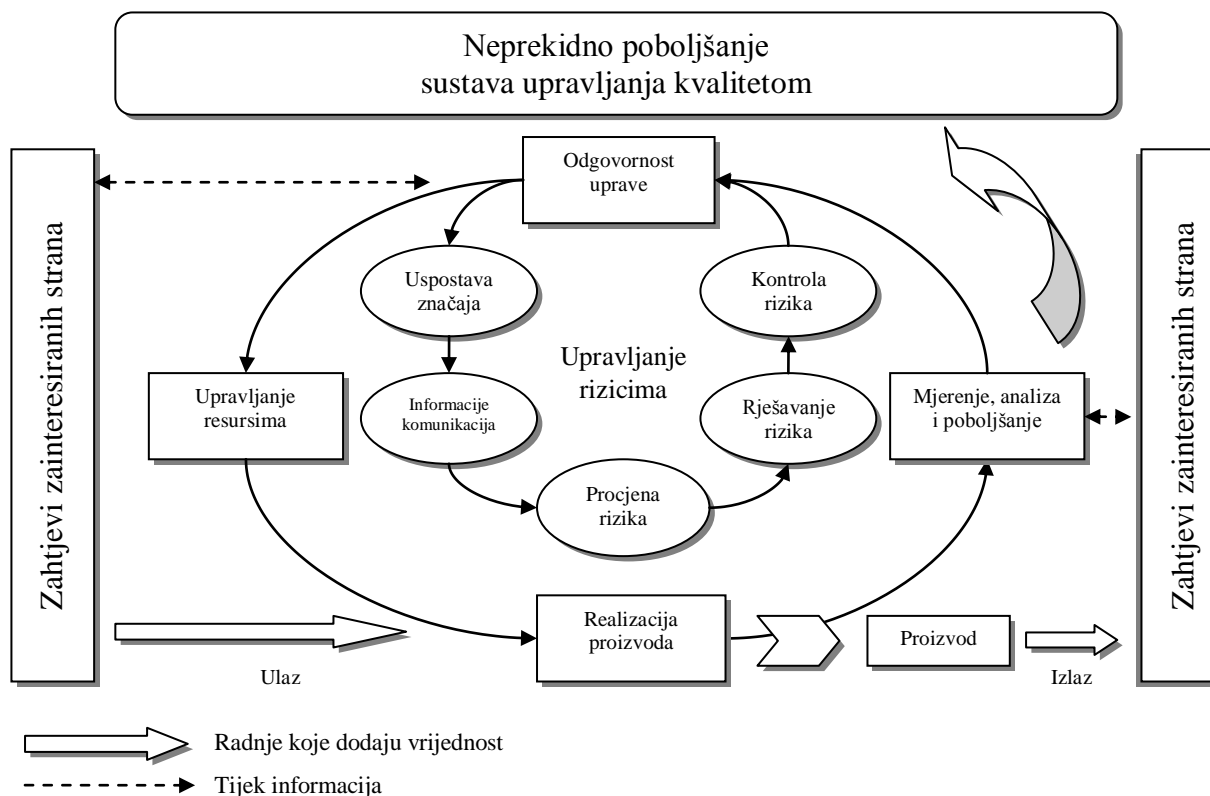 Neprekidno poboljšanje
sustava upravljanja kvalitetom
Zahtjevi zainteresiranih strana
Odgovornost
uprave
Uspostava
značaja
Kontrola
rizika
Upravljanje
rizicima
Upravljanje
resursima
Informacije
komunikacija
Rješavanje
rizika
Mjerenje, analiza
i poboljšanje
Procjena
rizika
Realizacija
proizvoda
Proizvod
Ulaz
Izlaz
Zahtjevi zainteresiranih strana
Radnje koje dodaju vrijednost
Tijek informacija